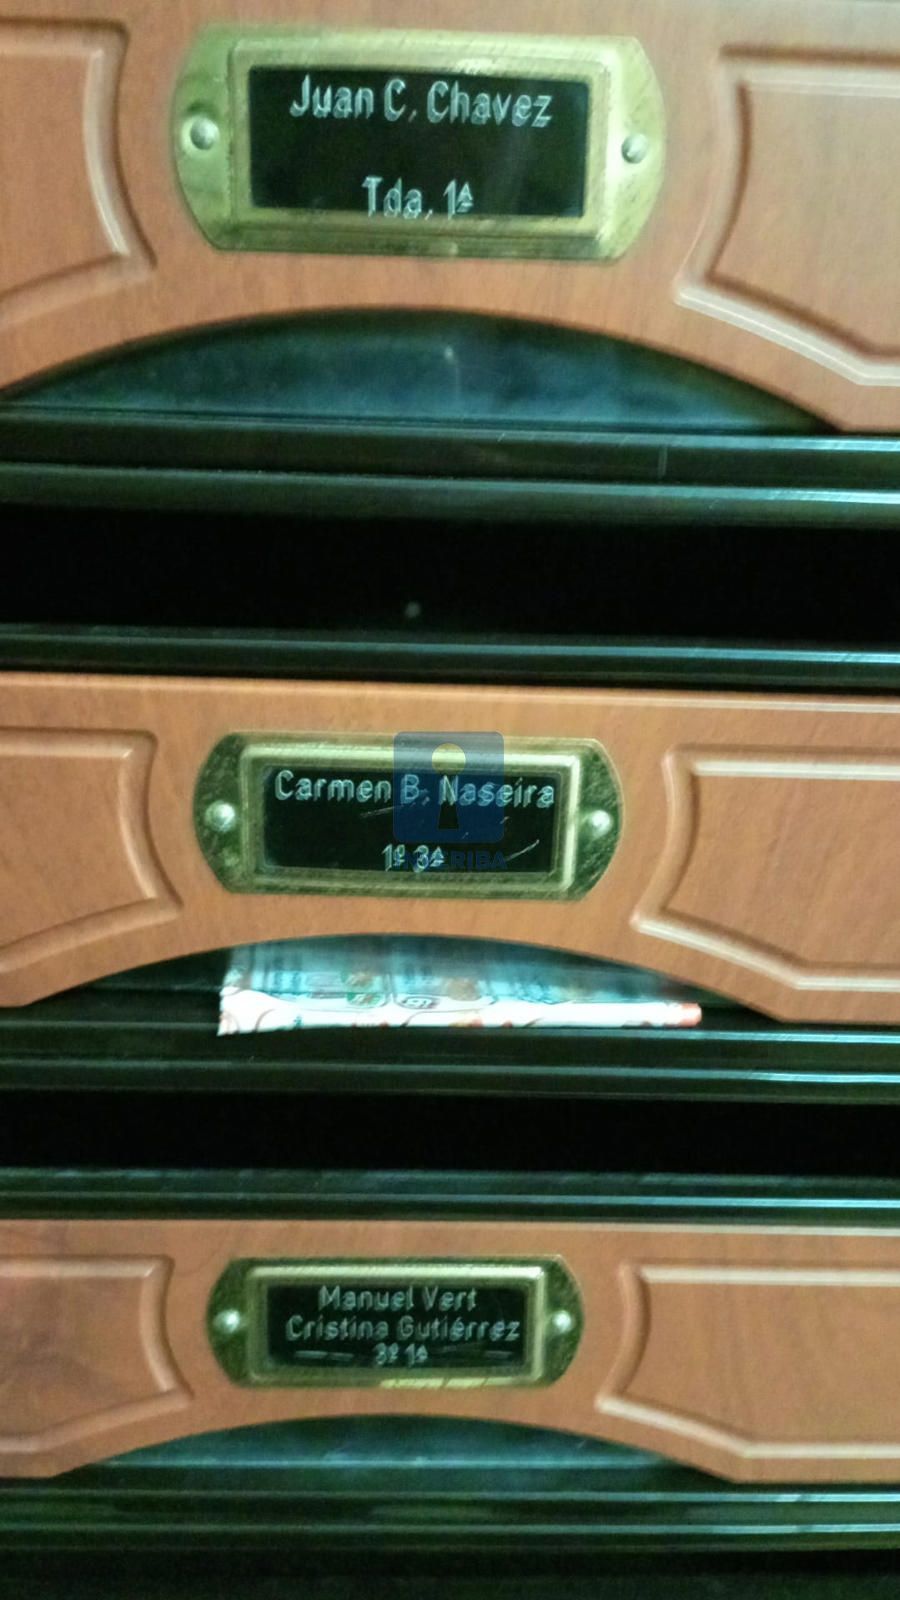 Juan C. Chavez
Tda. 1ª
Carmen B. Naseira
1º 3ª
Manuel Vert
Cristina Gutiérrez
3º 1ª